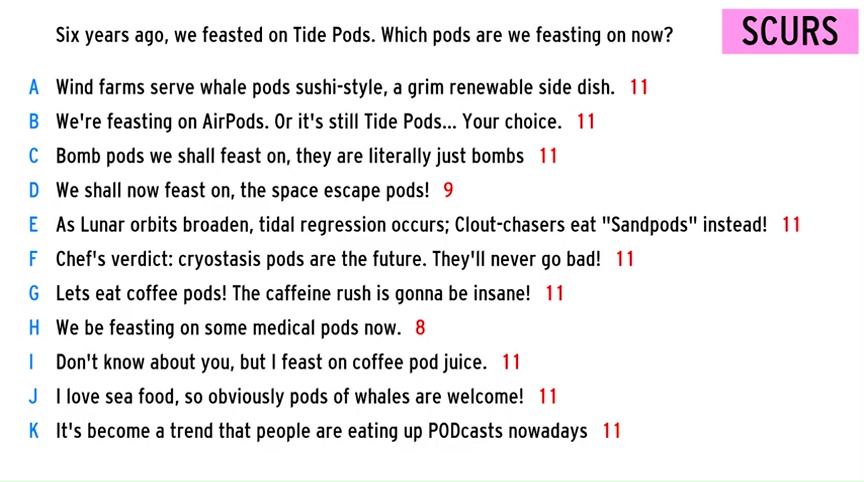 Six years ago, we feasted on Tide Pods. Which pods are we feasting on now?
SCURS
A Wind farms serve whale pods sushi-style, a grim renewable side dish. 11
B We're feasting on AirPods. Or it's still Tide Pods... Your choice. 11
C Bomb pods we shall feast on, they are literally just bombs 11
D We shall now feast on, the space escape pods! 9
E As Lunar orbits broaden, tidal regression occurs; Clout-chasers eat "Sandpods" instead! 11
F Chef's verdict: cryostasis pods are the future. They'll never go bad! 11
G Lets eat coffee pods! The caffeine rush is gonna be insane! 11
H We be feasting on some medical pods now. 8
I Don't know about you, but I feast on coffee pod juice. 11
J I love sea food, so obviously pods of whales are welcome! 11
K It's become a trend that people are eating up PODcasts nowadays 11